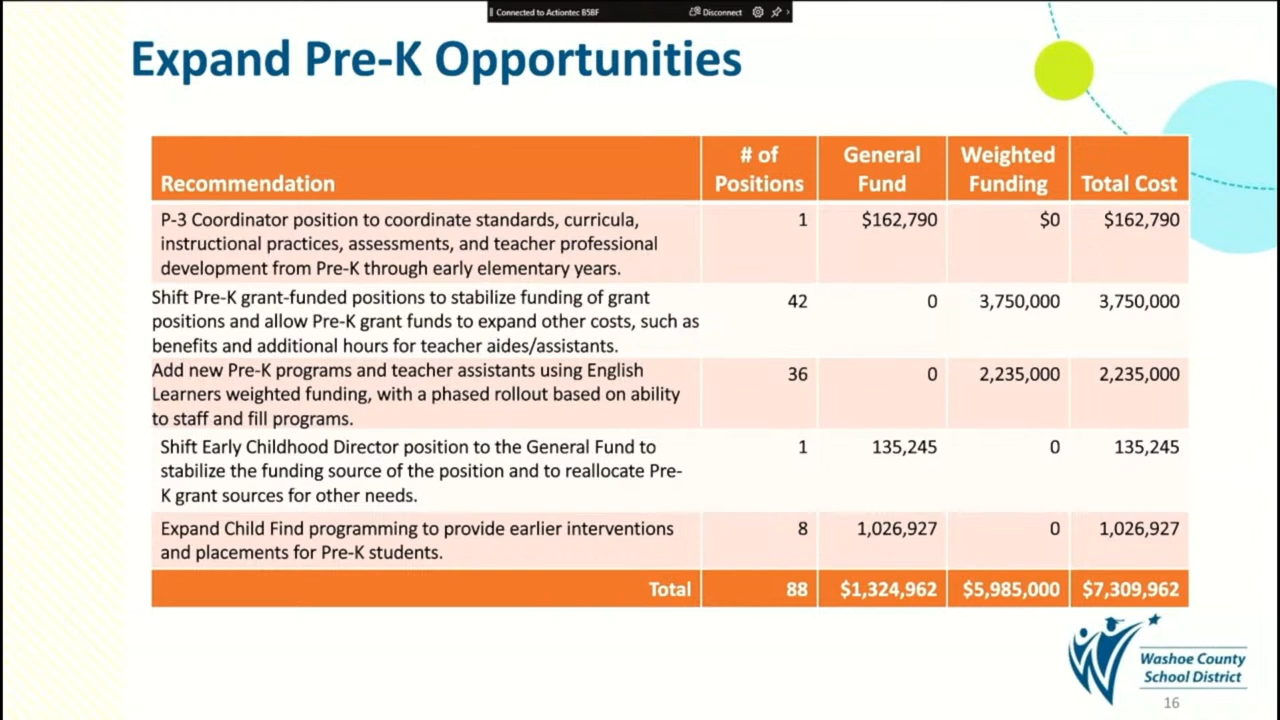 Connected to Actiontec B5BF Disconnect
Expand Pre-K Opportunities
Recommendation # of Positions General Fund Weighted Funding Total Cost
P-3 Coordinator position to coordinate standards, curricula, 1 $162,790 $0 $162,790
instructional practices, assessments, and teacher professional
development from Pre-K through early elementary years.
Shift Pre-K grant-funded positions to stabilize funding of grant 42 0 3,750,000 3,750,000
positions and allow Pre-K grant funds to expand other costs, such as
benefits and additional hours for teacher aides/assistants.
Add new Pre-K programs and teacher assistants using English 36 0 2,235,000 2,235,000
Learners weighted funding, with a phased rollout based on ability
to staff and fill programs.
Shift Early Childhood Director position to the General Fund to 1 135,245 0 135,245
stabilize the funding source of the position and to reallocate Pre-
K grant sources for other needs.
Expand Child Find programming to provide earlier interventions 8 1,026,927 0 1,026,927
and placements for Pre-K students.
Total 88 $1,324,962 $5,985,000 $7,309,962
Washoe County
School District
16